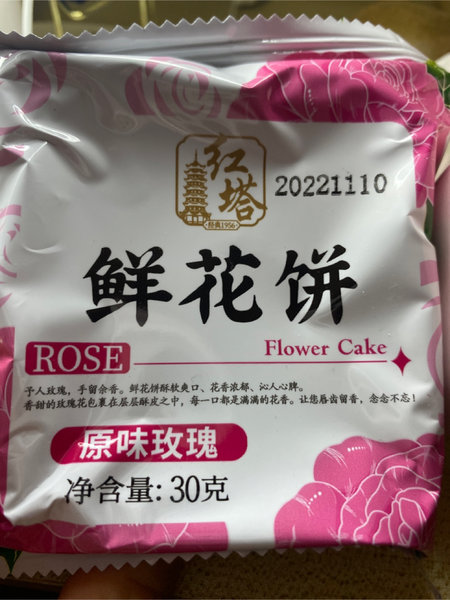 红塔
经典1956
20221110
鲜花饼
ROSE
Flower Cake
予人玫瑰，手留余香。鲜花饼酥软爽口、花香浓郁、沁人心脾。
香甜的玫瑰花包裹在层层酥皮之中，每一口都是满满的花香。让您唇齿留香，念念不忘！
原味玫瑰
净含量: 30克